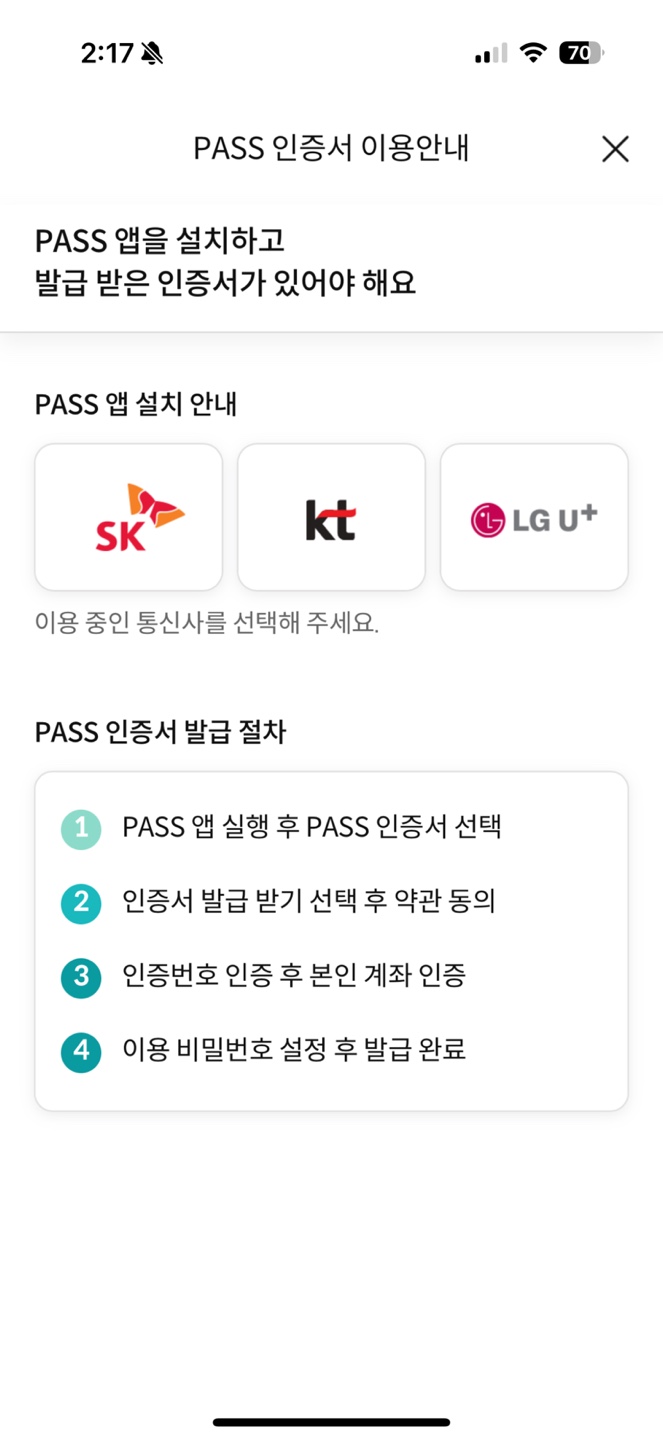 2:17
70
PASS 인증서 이용안내
PASS 앱을 설치하고
발급 받은 인증서가 있어야 해요
PASS 앱 설치 안내
SK
kt
LG U+
이용 중인 통신사를 선택해 주세요.
PASS 인증서 발급 절차
1 PASS 앱 실행 후 PASS 인증서 선택
2 인증서 발급 받기 선택 후 약관 동의
3 인증번호 인증 후 본인 계좌 인증
4 이용 비밀번호 설정 후 발급 완료